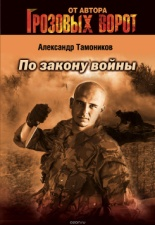 ОТ АВТОРА
ГРОЗОВЫХ ВОРОТ
Александр Тамоников
По закону войны